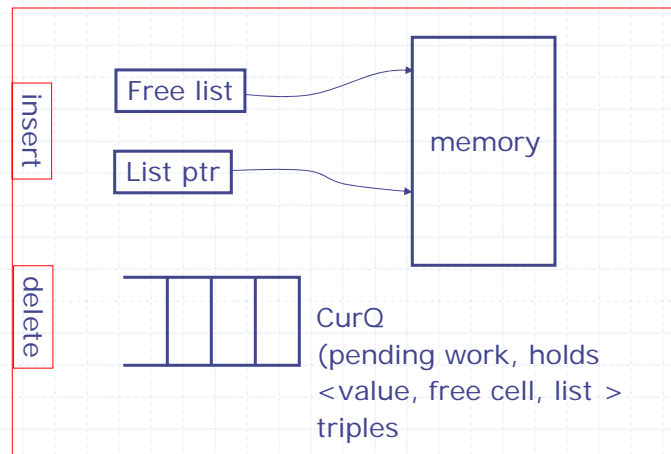 Free list
insert
memory
List ptr
delete
CurQ
(pending work, holds
<value, free cell, list >
triples